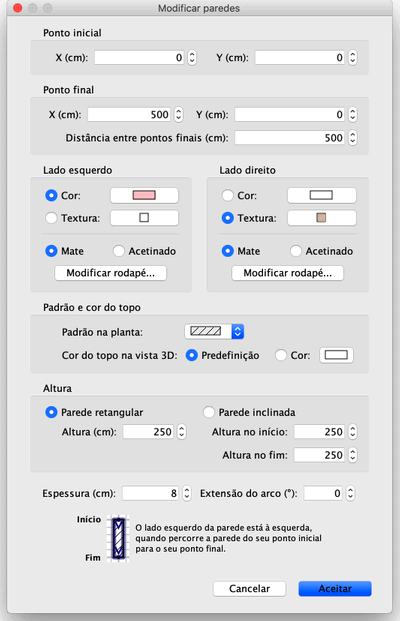 Modificar paredes
Ponto inicial
X (cm): 0 Y (cm): 0
Ponto final
X (cm): 500 Y (cm): 0
Distância entre pontos finais (cm): 500
Lado esquerdo Lado direito
Cor: Cor:
Textura: Textura:
Mate Acetinado Mate Acetinado
Modificar rodapé... Modificar rodapé...
Padrão e cor do topo
Padrão na planta:
Cor do topo na vista 3D: Predefinição Cor:
Altura
Parede retangular Parede inclinada
Altura (cm): 250 Altura no início: 250
Altura no fim: 250
Espessura (cm): 8 Extensão do arco (°): 0
Início
O lado esquerdo da parede está à esquerda,
quando percorre a parede do seu ponto inicial
para o seu ponto final.
Fim
Cancelar Aceitar